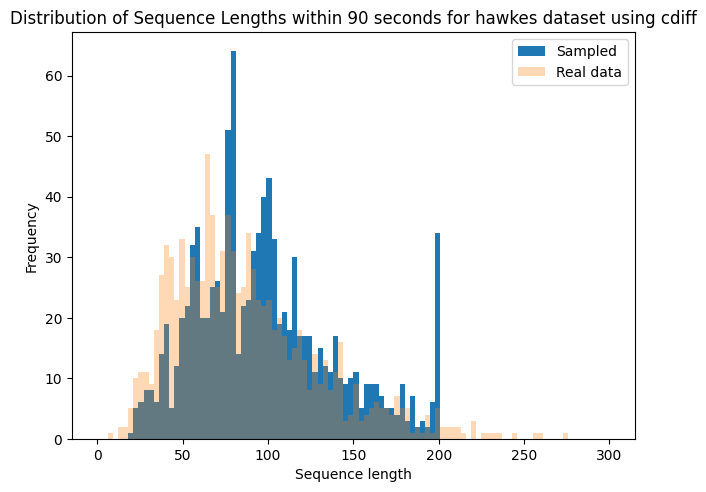 Distribution of Sequence Lengths within 90 seconds for hawkes dataset using cdiff
Sampled
Real data
Frequency
60
50
40
30
20
10
0
0 50 100 150 200 250 300
Sequence length